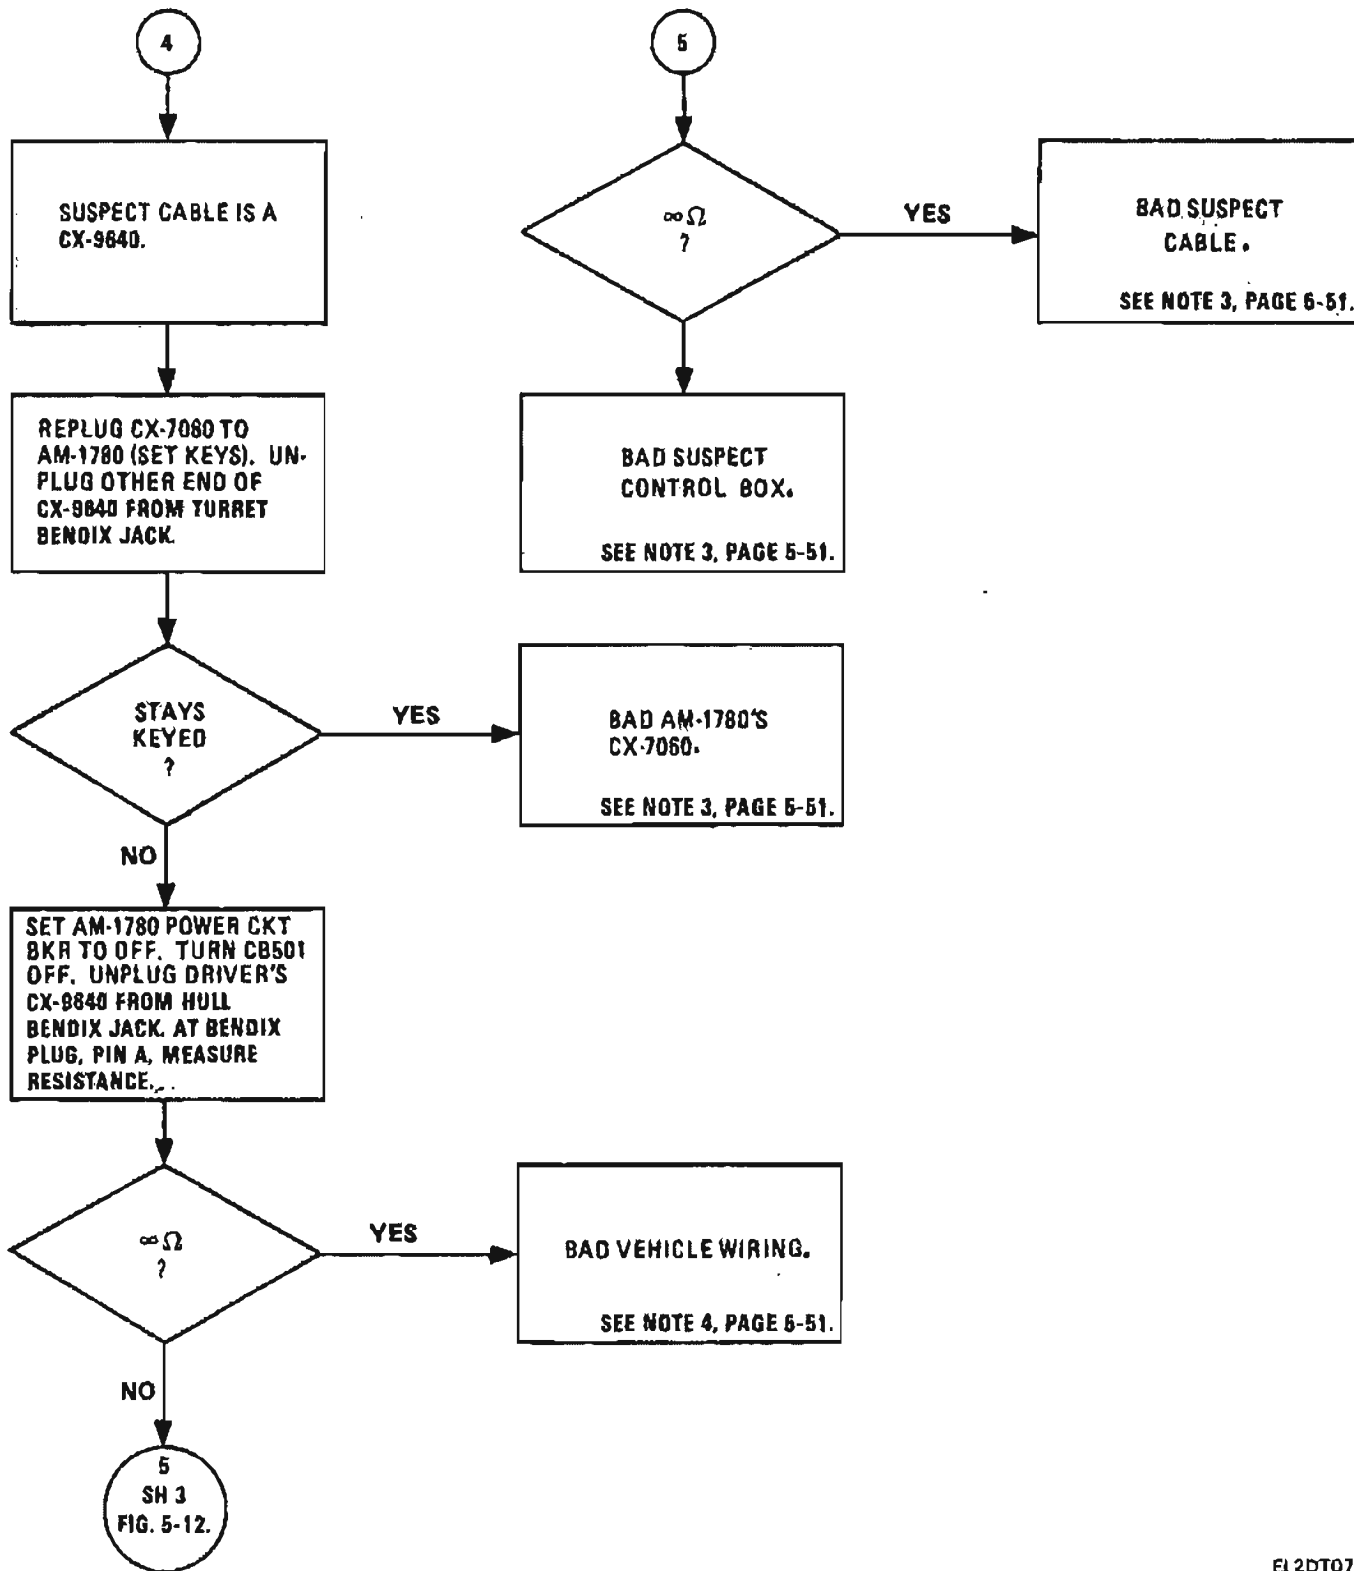 4
SUSPECT CABLE IS A
CX-9640.
REPLUG CX-7060 TO
AM-1780 (SET KEYS). UN-
PLUG OTHER END OF
CX-9640 FROM TURRET
BENDIX JACK.
STAYS
KEYED
?
YES
BAD AM-1780'S
CX-7060.
SEE NOTE 3, PAGE 5-51.
NO
SET AM-1780 POWER CKT
BKR TO OFF. TURN CB501
OFF. UNPLUG DRIVER'S
CX-9640 FROM HULL
BENDIX JACK. AT BENDIX
PLUG, PIN A, MEASURE
RESISTANCE.
∞ Ω
?
YES
BAD VEHICLE WIRING.
SEE NOTE 4, PAGE 5-51.
NO
5
SH 3
FIG. 5-12.
5
∞ Ω
?
YES
BAD SUSPECT
CABLE.
SEE NOTE 3, PAGE 5-51.
BAD SUSPECT
CONTROL BOX.
SEE NOTE 3, PAGE 5-51.
EL2DT07